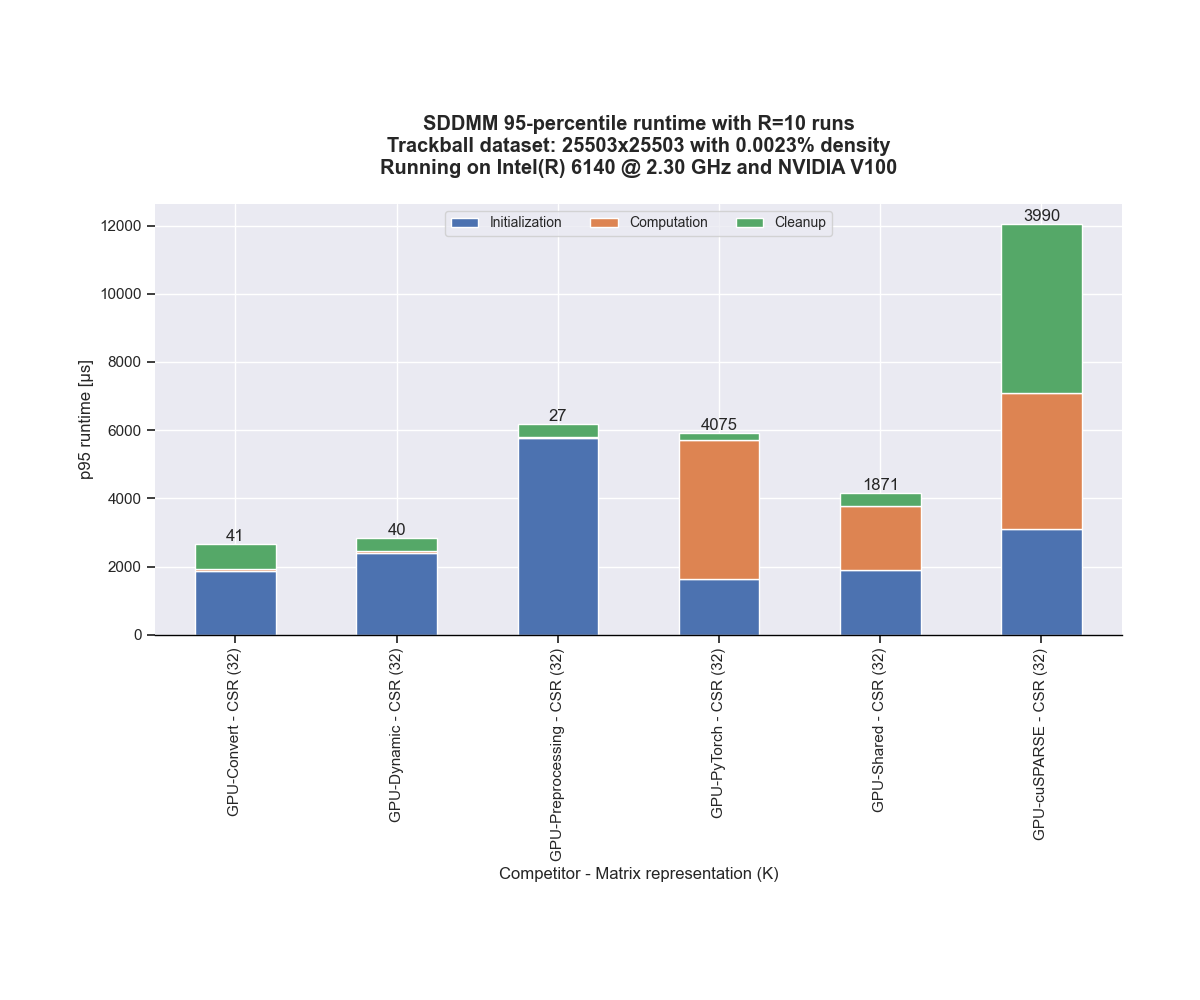 SDDMM 95-percentile runtime with R=10 runs
Trackball dataset: 25503x25503 with 0.0023% density
Running on Intel(R) 6140 @ 2.30 GHz and NVIDIA V100
Initialization Computation Cleanup
p95 runtime [µs]
12000
10000
8000
6000
4000
2000
0
41
40
27
4075
1871
3990
GPU-Convert - CSR (32)
GPU-Dynamic - CSR (32)
GPU-Preprocessing - CSR (32)
GPU-PyTorch - CSR (32)
GPU-Shared - CSR (32)
GPU-cuSPARSE - CSR (32)
Competitor - Matrix representation (K)